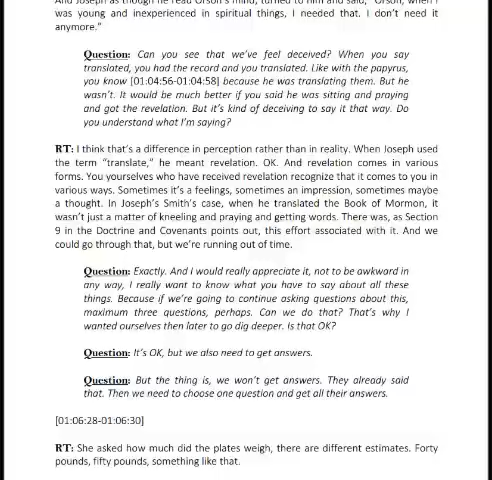 And Joseph as though he read Orson's mind, turned to him and said, "Orson, when I
was young and inexperienced in spiritual things, I needed that. I don't need it
anymore."
Question: Can you see that we've feel deceived? When you say
translated, you had the record and you translated. Like with the papyrus,
you know [01:04:56-01:04:58] because he was translating them. But he
wasn't. It would be much better if you said he was sitting and praying
and got the revelation. But it's kind of deceiving to say it that way. Do
you understand what I'm saying?
RT: I think that's a difference in perception rather than in reality. When Joseph used
the term "translate," he meant revelation. OK. And revelation comes in various
forms. You yourselves who have received revelation recognize that it comes to you in
various ways. Sometimes it's a feelings, sometimes an impression, sometimes maybe
a thought. In Joseph's Smith's case, when he translated the Book of Mormon, it
wasn't just a matter of kneeling and praying and getting words. There was, as Section
9 in the Doctrine and Covenants points out, this effort associated with it. And we
could go through that, but we're running out of time.
Question: Exactly. And I would really appreciate it, not to be awkward in
any way, I really want to know what you have to say about all these
things. Because if we're going to continue asking questions about this,
maximum three questions, perhaps. Can we do that? That's why I
wanted ourselves then later to go dig deeper. Is that OK?
Question: It's OK, but we also need to get answers.
Question: But the thing is, we won't get answers. They already said
that. Then we need to choose one question and get all their answers.
[01:06:28-01:06:30]
RT: She asked how much did the plates weigh, there are different estimates. Forty
pounds, fifty pounds, something like that.